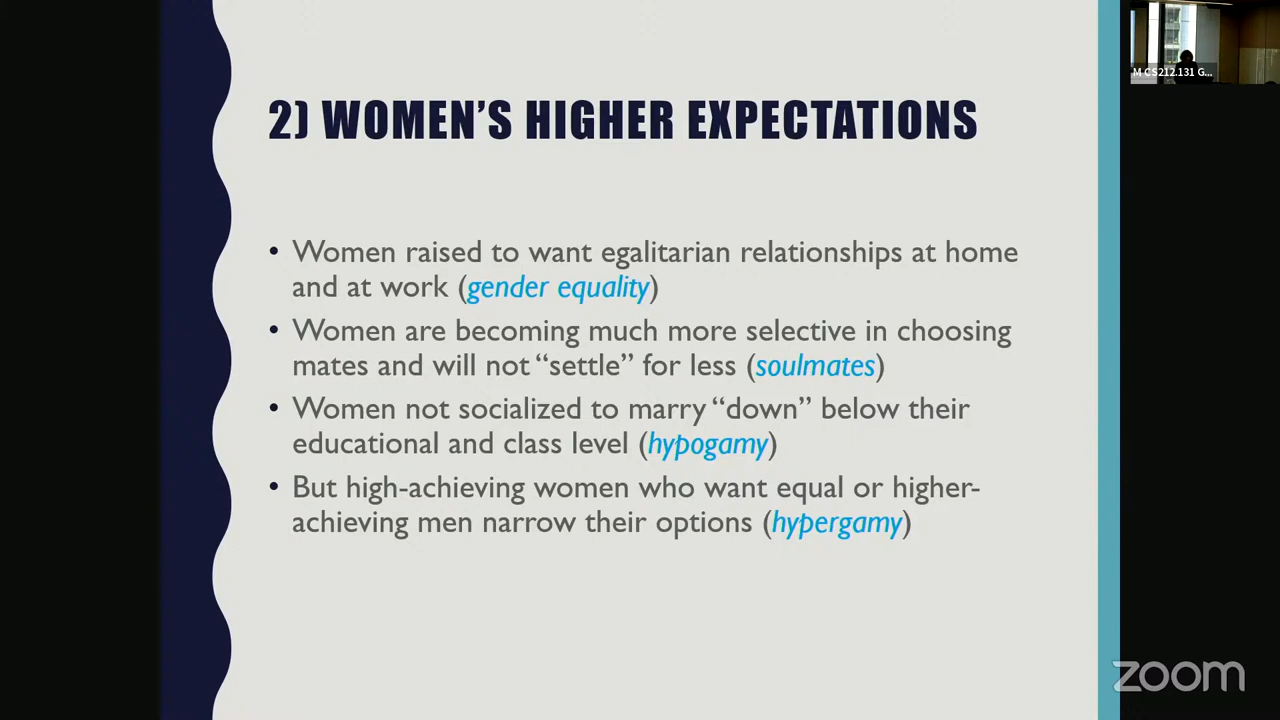 M CS212.131 G...
2) WOMEN’S HIGHER EXPECTATIONS
• Women raised to want egalitarian relationships at home
and at work (gender equality)
• Women are becoming much more selective in choosing
mates and will not “settle” for less (soulmates)
• Women not socialized to marry “down” below their
educational and class level (hypogamy)
• But high-achieving women who want equal or higher-
achieving men narrow their options (hypergamy)
zoom